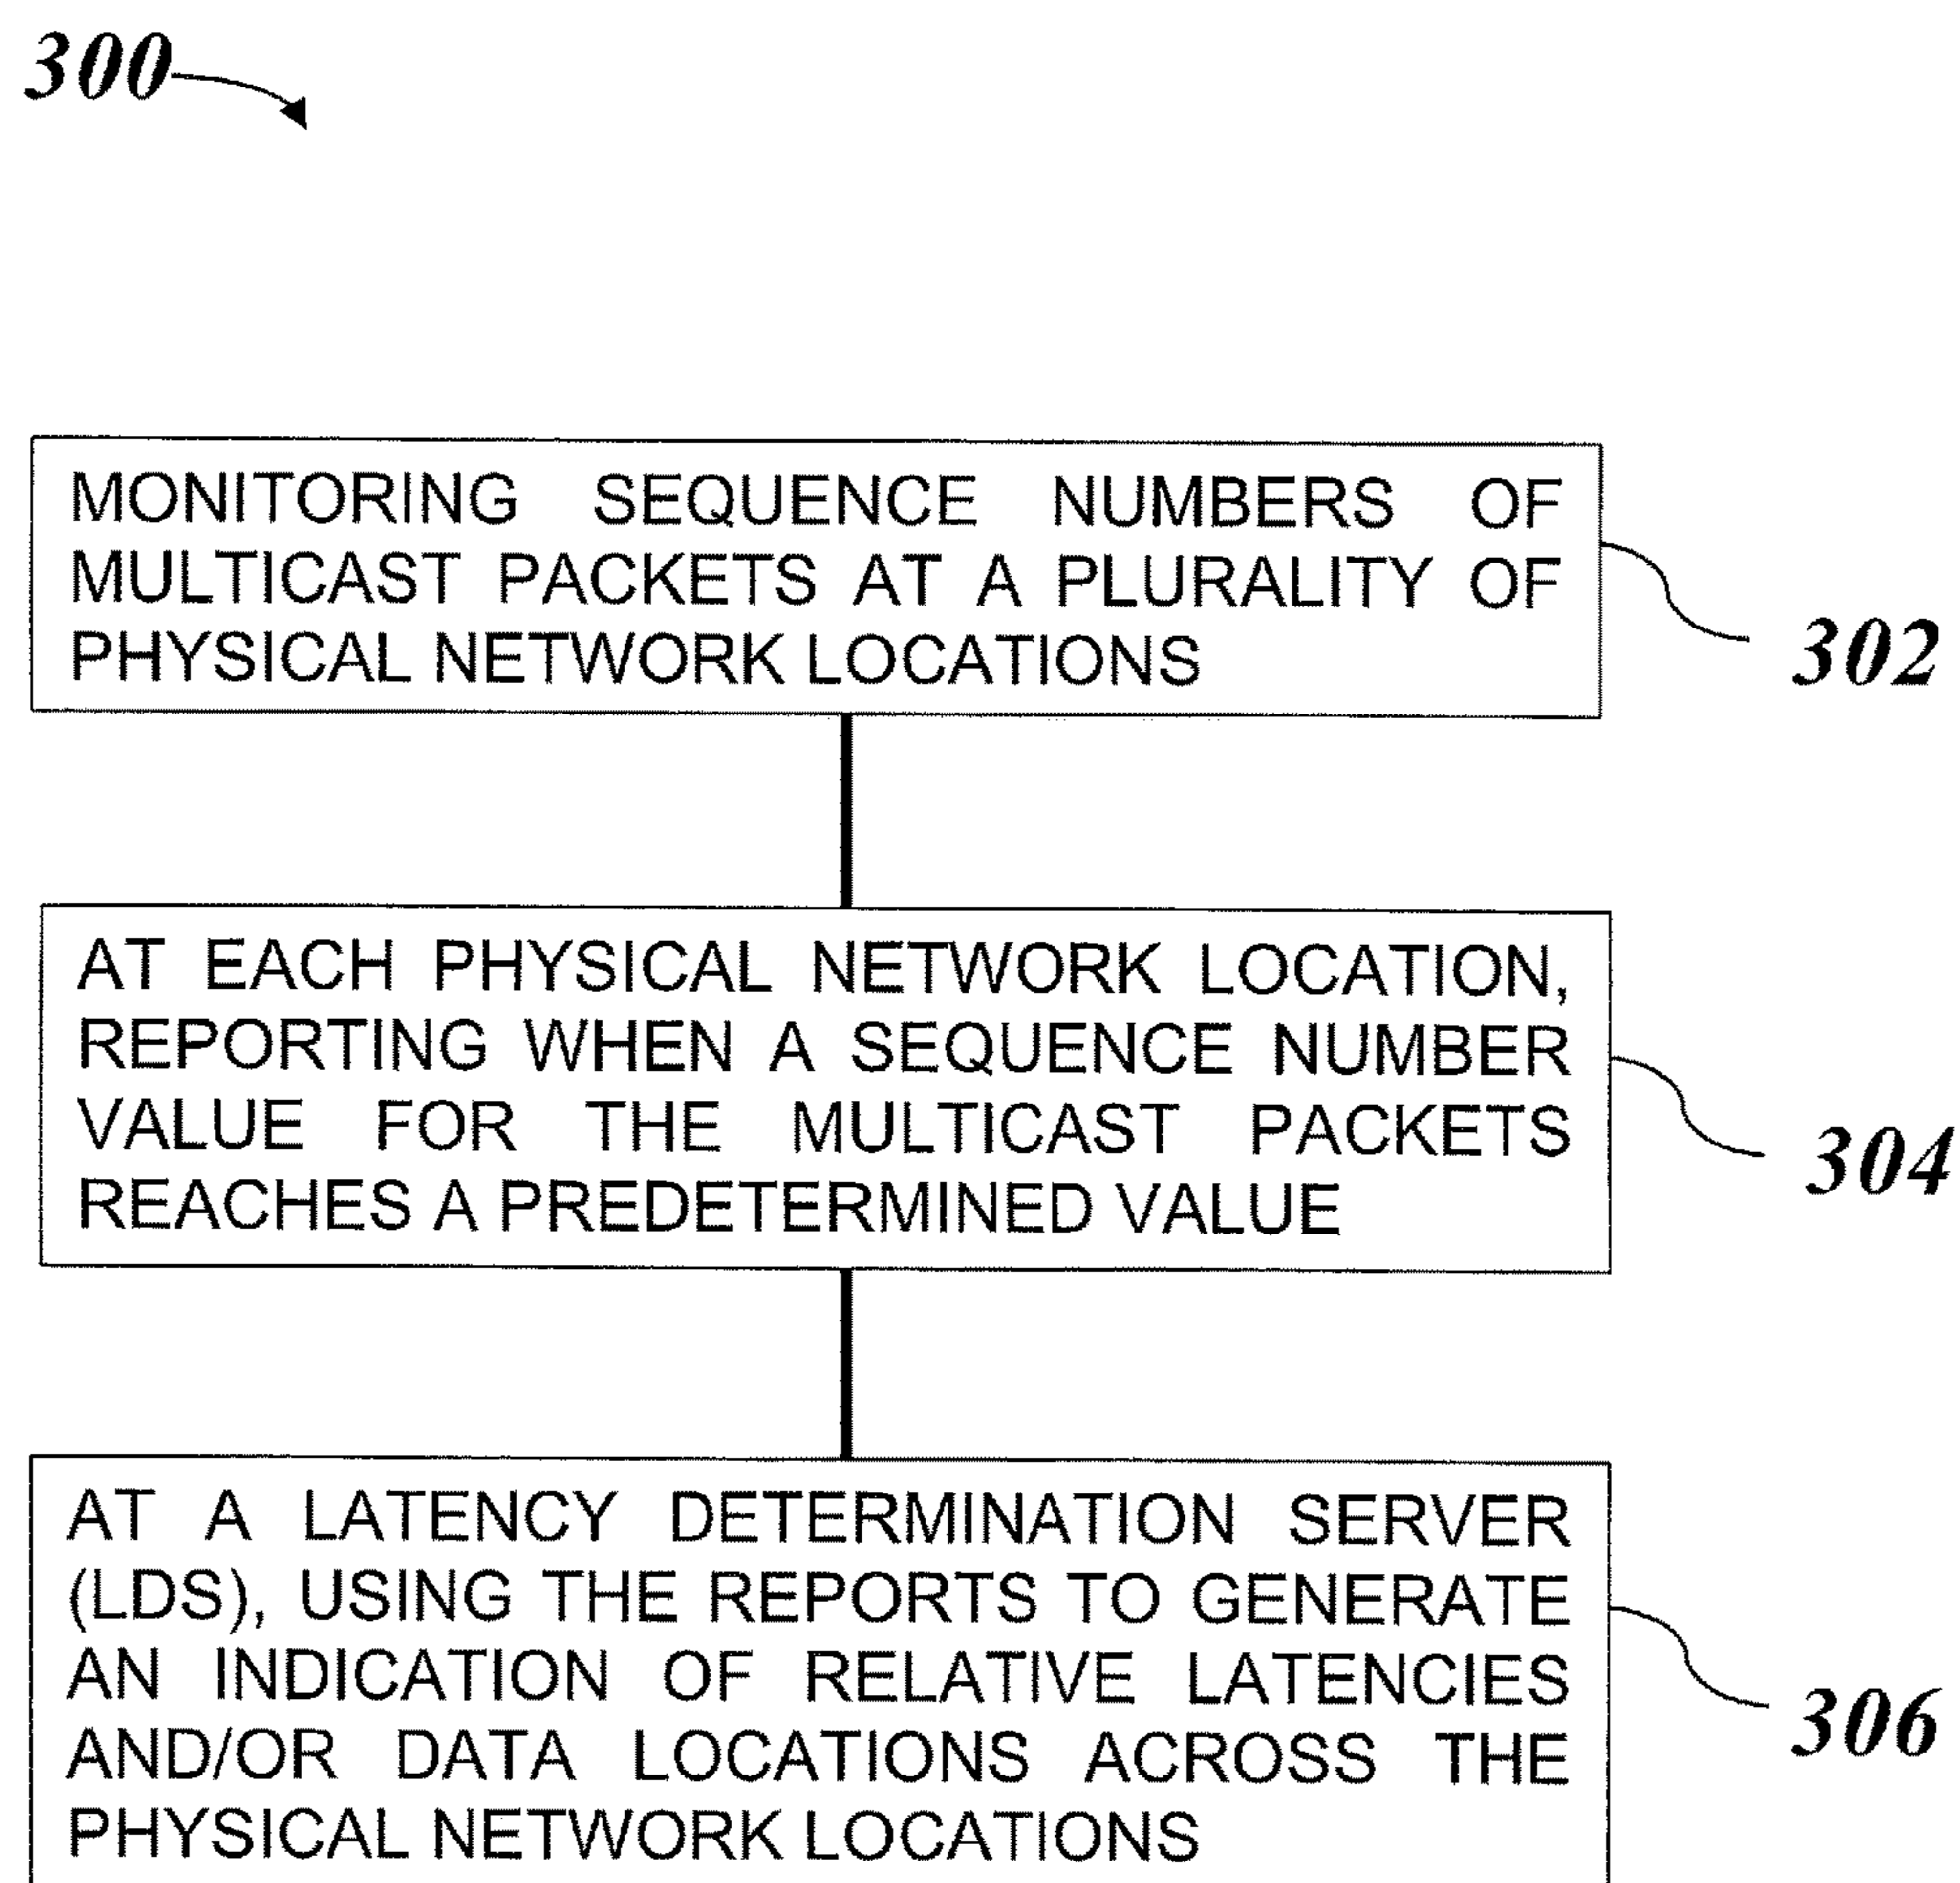 300
MONITORING SEQUENCE NUMBERS OF
MULTICAST PACKETS AT A PLURALITY OF
PHYSICAL NETWORK LOCATIONS
302
AT EACH PHYSICAL NETWORK LOCATION,
REPORTING WHEN A SEQUENCE NUMBER
VALUE FOR THE MULTICAST PACKETS
REACHES A PREDETERMINED VALUE
304
AT A LATENCY DETERMINATION SERVER
(LDS), USING THE REPORTS TO GENERATE
AN INDICATION OF RELATIVE LATENCIES
AND/OR DATA LOCATIONS ACROSS THE
PHYSICAL NETWORK LOCATIONS
306